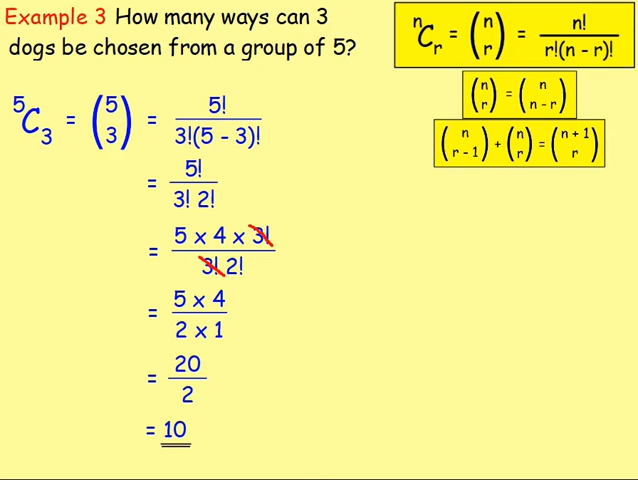 Example 3 How many ways can 3
dogs be chosen from a group of 5?
⁵C₃ = (5 3) = 5! / 3!(5 - 3)!
= 5! / 3! 2!
= 5 x 4 x 3! / 3! 2!
= 5 x 4 / 2 x 1
= 20 / 2
= 10
ⁿCᵣ = (n r) = n! / r!(n - r)!
(n r) = (n n - r)
(n r - 1) + (n r) = (n + 1 r)